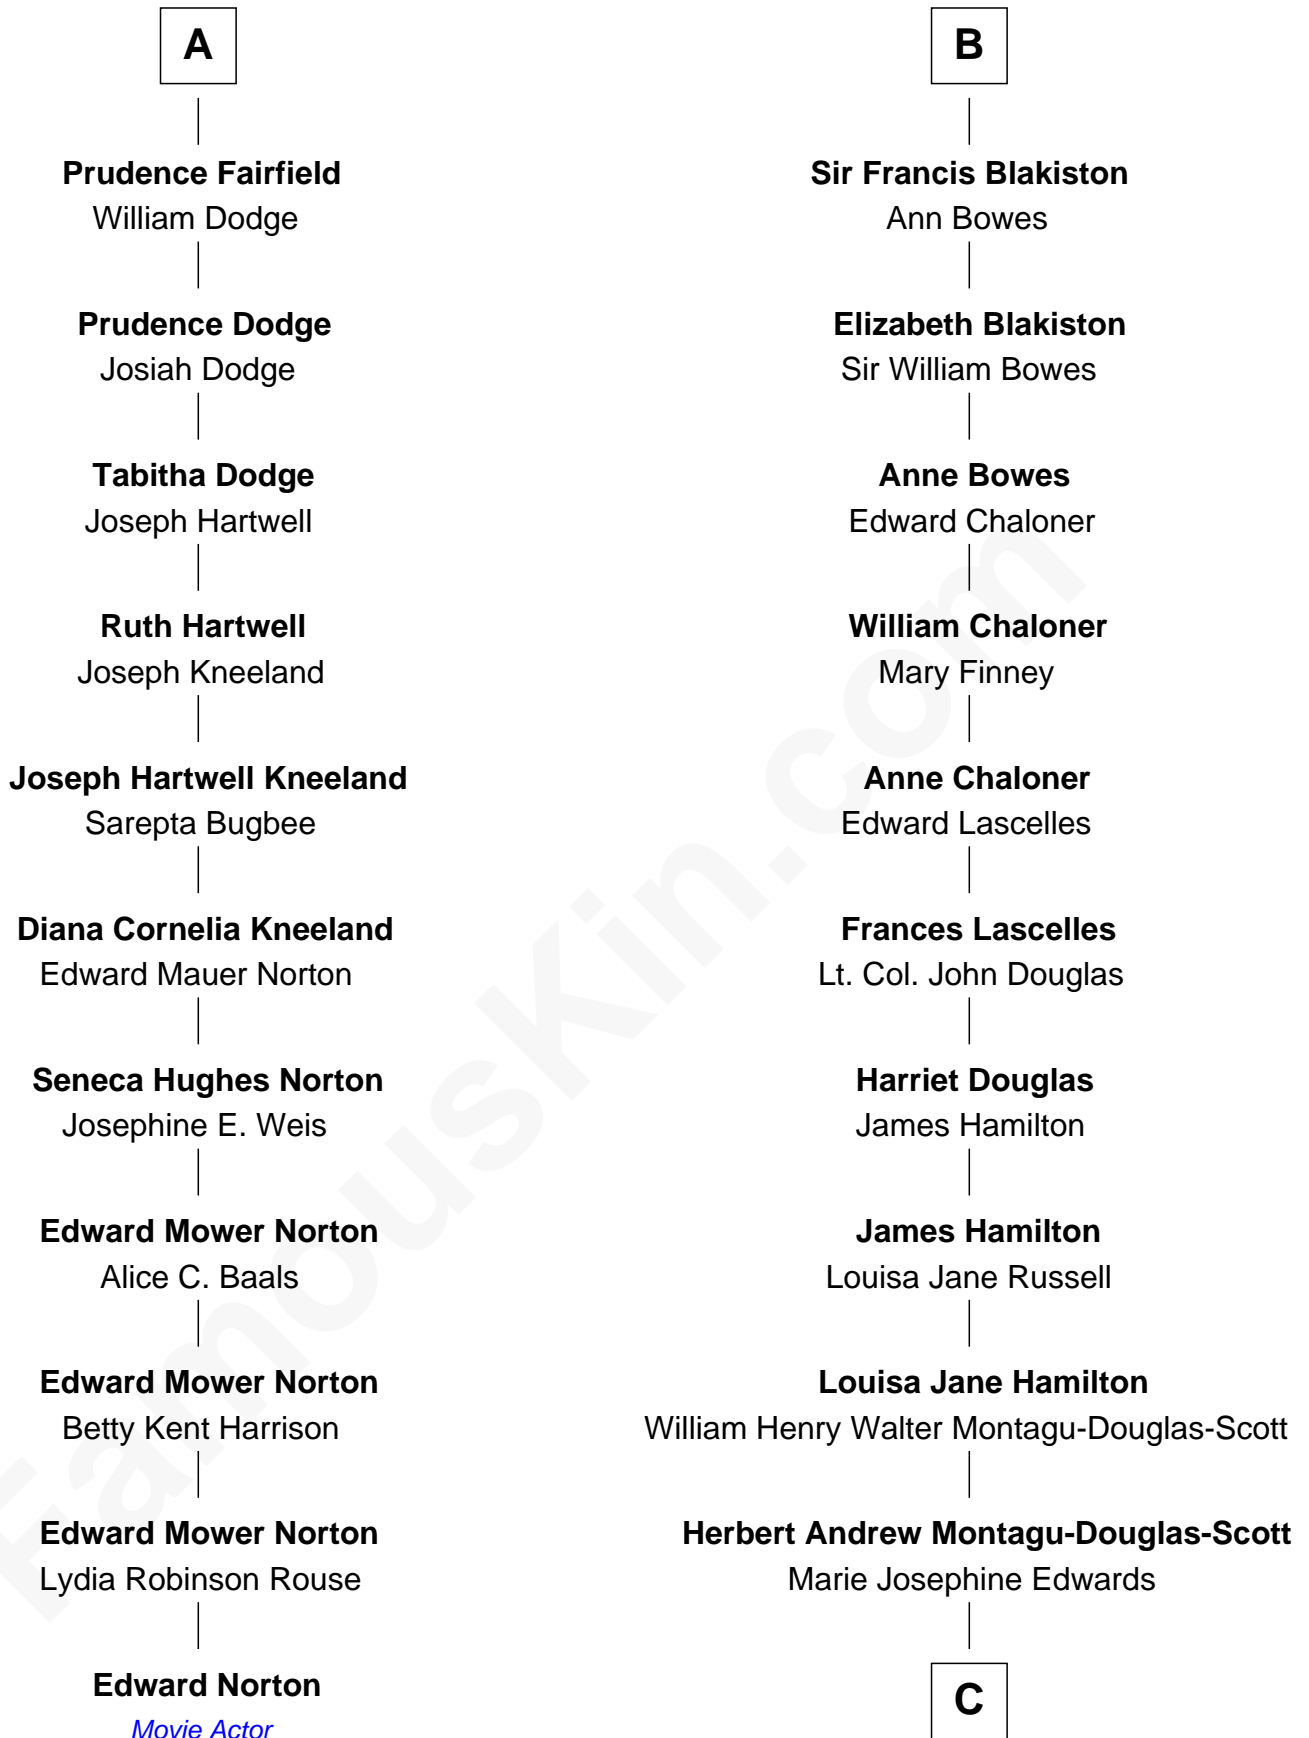 A
Prudence Fairfield
William Dodge
Prudence Dodge
Josiah Dodge
Tabitha Dodge
Joseph Hartwell
Ruth Hartwell
Joseph Kneeland
Joseph Hartwell Kneeland
Sarepta Bugbee
Diana Cornelia Kneeland
Edward Mauer Norton
Seneca Hughes Norton
Josephine E. Weis
Edward Mower Norton
Alice C. Baals
Edward Mower Norton
Betty Kent Harrison
Edward Mower Norton
Lydia Robinson Rouse
Edward Norton
Movie Actor
B
Sir Francis Blakiston
Ann Bowes
Elizabeth Blakiston
Sir William Bowes
Anne Bowes
Edward Chaloner
William Chaloner
Mary Finney
Anne Chaloner
Edward Lascelles
Frances Lascelles
Lt. Col. John Douglas
Harriet Douglas
James Hamilton
James Hamilton
Louisa Jane Russell
Louisa Jane Hamilton
William Henry Walter Montagu-Douglas-Scott
Herbert Andrew Montagu-Douglas-Scott
Marie Josephine Edwards
C
FamousKin.com